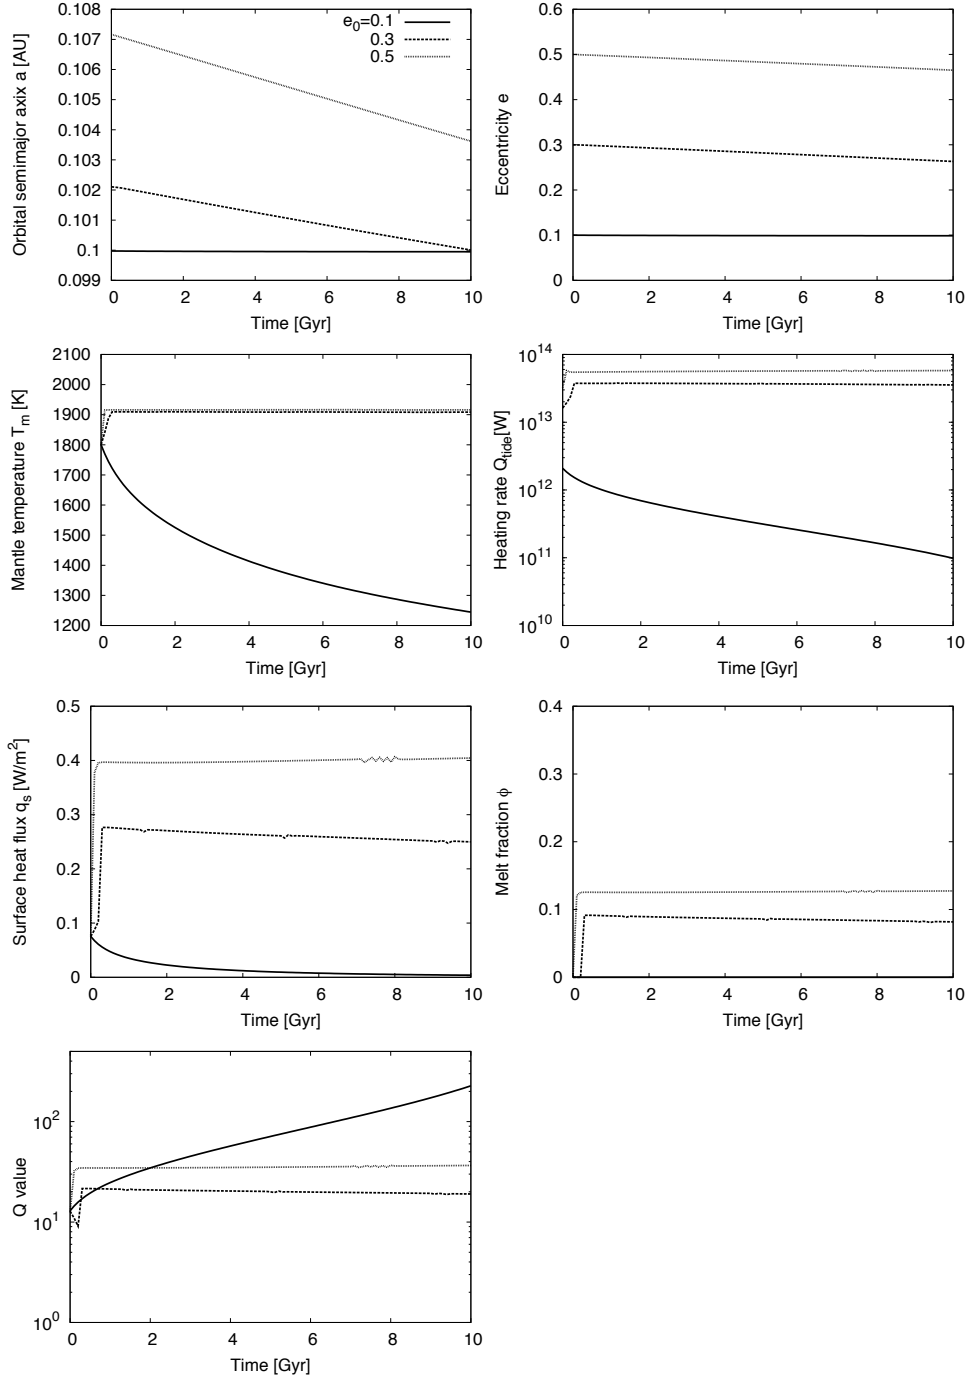 Orbital semimajor axix a [AU]
0.108
0.107
0.106
0.105
0.104
0.103
0.102
0.101
0.1
0.099
e0=0.1
0.3
0.5
0 2 4 6 8 10
Time [Gyr]
Eccentricity e
0.6
0.5
0.4
0.3
0.2
0.1
0
0 2 4 6 8 10
Time [Gyr]
Mantle temperature Tm [K]
2100
2000
1900
1800
1700
1600
1500
1400
1300
1200
0 2 4 6 8 10
Time [Gyr]
Heating rate Qtide[W]
10^14
10^13
10^12
10^11
10^10
0 2 4 6 8 10
Time [Gyr]
Surface heat flux qs [W/m²]
0.5
0.4
0.3
0.2
0.1
0
0 2 4 6 8 10
Time [Gyr]
Melt fraction ϕ
0.4
0.3
0.2
0.1
0
0 2 4 6 8 10
Time [Gyr]
Q value
10^2
10^1
10^0
0 2 4 6 8 10
Time [Gyr]